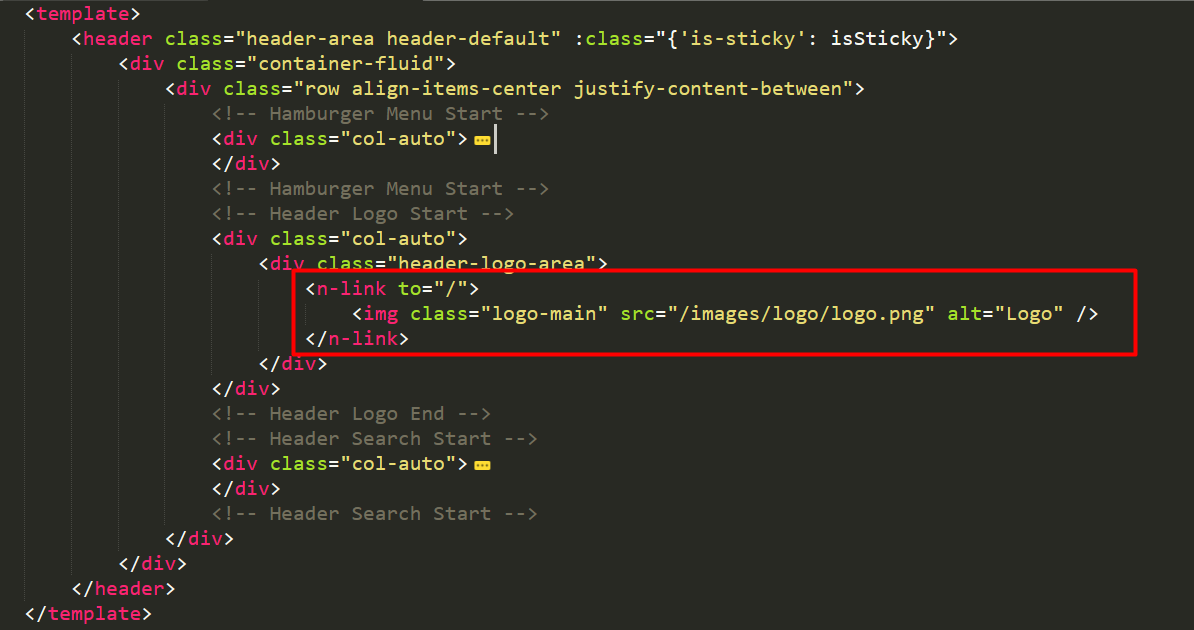 <template>
<header class="header-area header-default" :class="{'is-sticky': isSticky}">
<div class="container-fluid">
<div class="row align-items-center justify-content-between">
<!-- Hamburger Menu Start -->
<div class="col-auto">
</div>
<!-- Hamburger Menu Start -->
<!-- Header Logo Start -->
<div class="col-auto">
<div class="header-logo-area">
<n-link to="/">
<img class="logo-main" src="/images/logo/logo.png" alt="Logo" />
</n-link>
</div>
</div>
<!-- Header Logo End -->
<!-- Header Search Start -->
<div class="col-auto">
</div>
<!-- Header Search Start -->
</div>
</div>
</header>
</template>